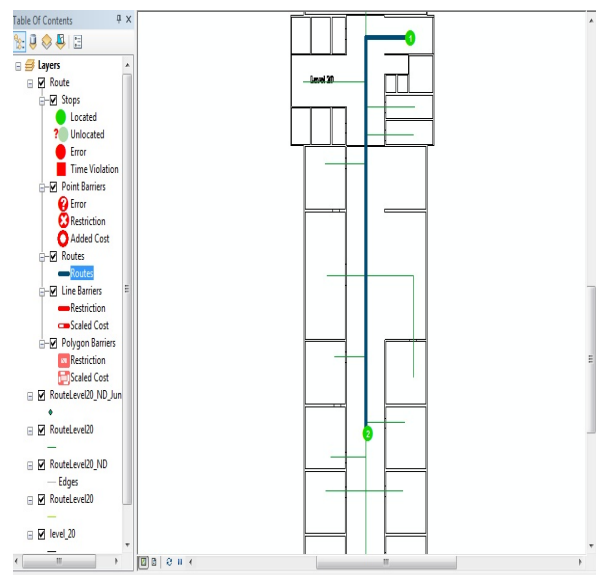 Table Of Contents
Layers
Route
Stops
Located
Unlocated
Error
Time Violation
Point Barriers
Error
Restriction
Added Cost
Routes
Routes
Line Barriers
Restriction
Scaled Cost
Polygon Barriers
Restriction
Scaled Cost
RouteLevel20_ND_Jun
RouteLevel20
RouteLevel20_ND
Edges
RouteLevel20
level_20
1
Level 20
2